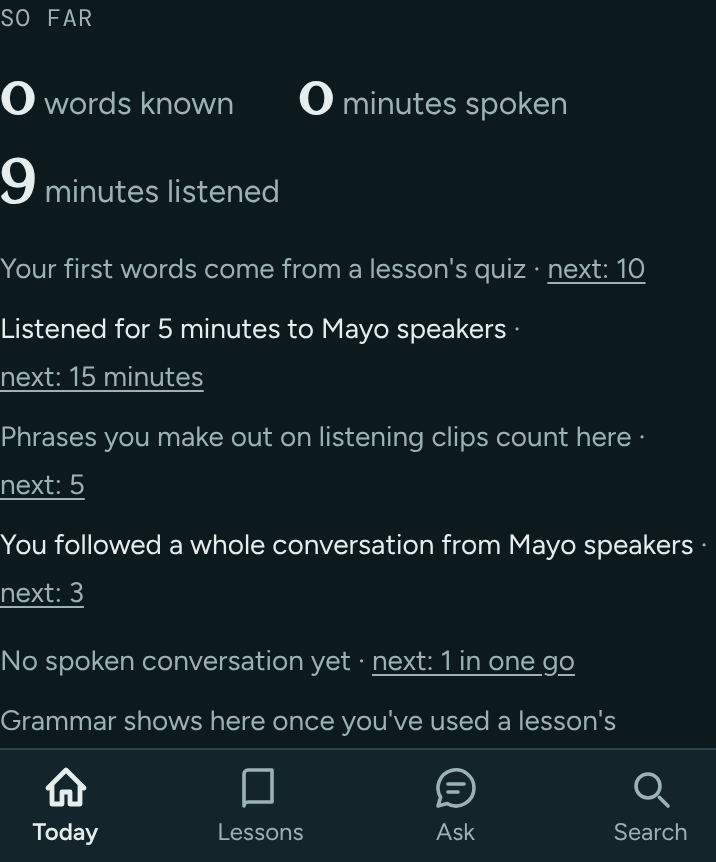 SO FAR
0 words known 0 minutes spoken
9 minutes listened
Your first words come from a lesson's quiz · next: 10
Listened for 5 minutes to Mayo speakers ·
next: 15 minutes
Phrases you make out on listening clips count here ·
next: 5
You followed a whole conversation from Mayo speakers ·
next: 3
No spoken conversation yet · next: 1 in one go
Grammar shows here once you've used a lesson's
Today Lessons Ask Search